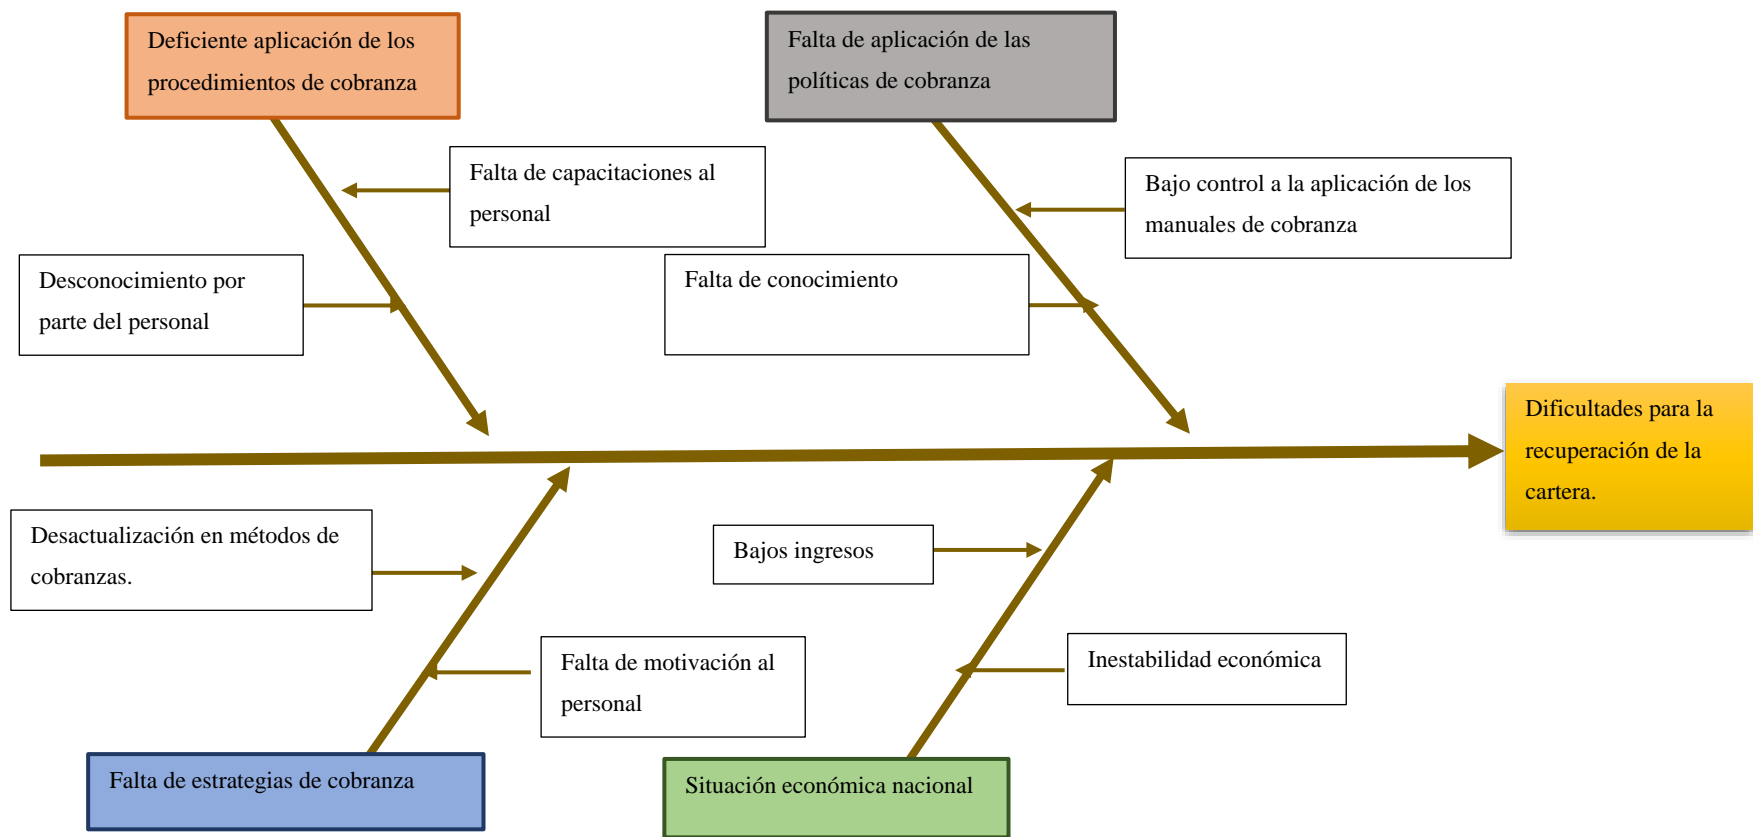 Deficiente aplicación de los
procedimientos de cobranza
Falta de aplicación de las
políticas de cobranza
Falta de capacitaciones al
personal
Bajo control a la aplicación de los
manuales de cobranza
Desconocimiento por
parte del personal
Falta de conocimiento
Dificultades para la
recuperación de la
cartera.
Desactualización en métodos de
cobranzas.
Bajos ingresos
Falta de motivación al
personal
Inestabilidad económica
Falta de estrategias de cobranza
Situación económica nacional